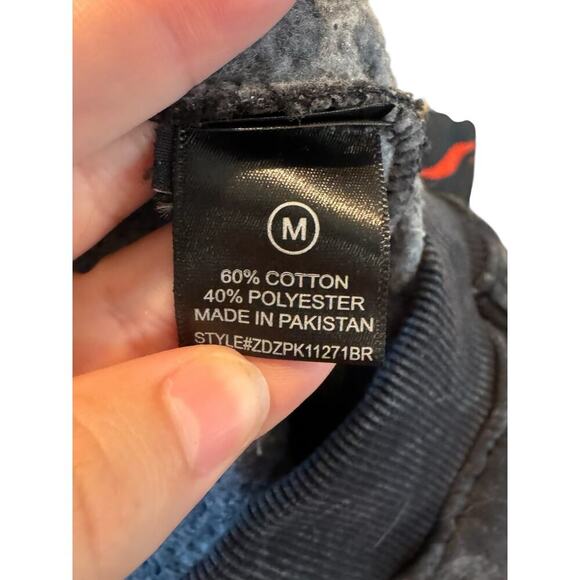 M
60% COTTON
40% POLYESTER
MADE IN PAKISTAN
STYLE#ZDZPK11271BR